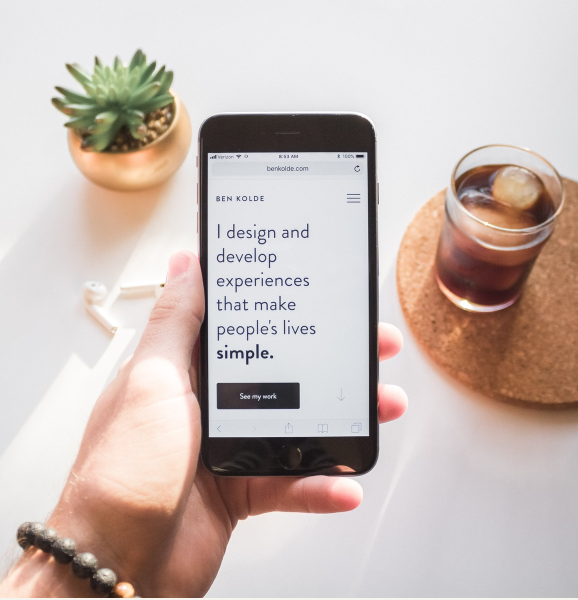 verizon 8:53 AM 100%
benkolde.com
BEN KOLDE
I design and
develop
experiences
that make
people's lives
simple.
See my work